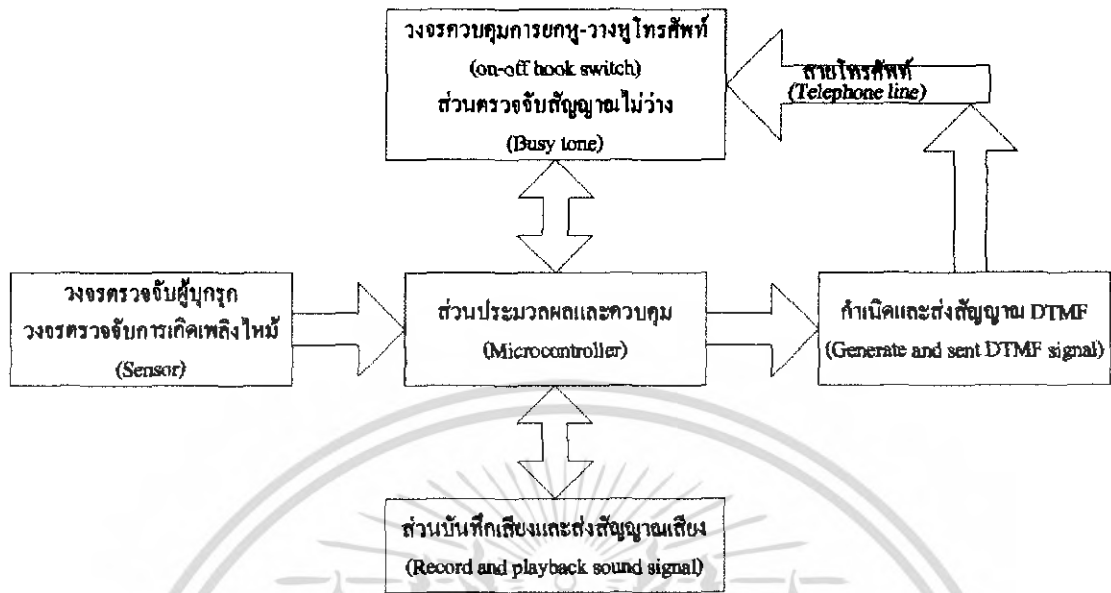 วงจรควบคุมการยกหู-วางหูโทรศัพท์
(on-off hook switch)
ส่วนตรวจจับสัญญาณไม่ว่าง
(Busy tone)
สายโทรศัพท์
(Telephone line)
วงจรตรวจจับผู้บุกรุก
วงจรตรวจจับการเกิดเพลิงไหม้
(Sensor)
ส่วนประมวลผลและควบคุม
(Microcontroller)
กำเนิดและส่งสัญญาณ DTMF
(Generate and sent DTMF signal)
ส่วนบันทึกเสียงและส่งสัญญาณเสียง
(Record and playback sound signal)